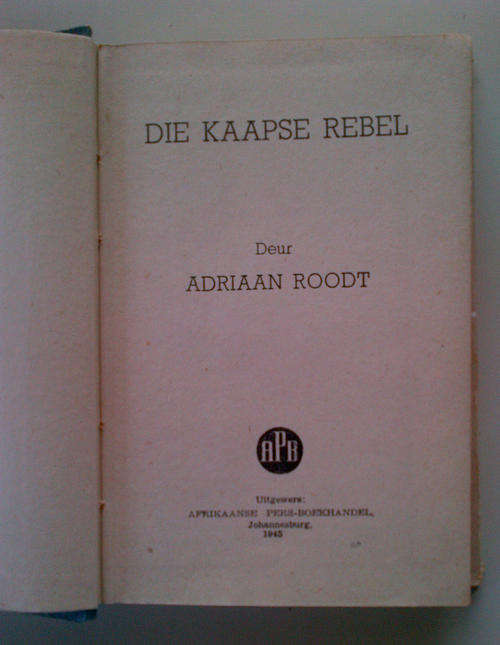 DIE KAAPSE REBEL
Deur
ADRIAAN ROODT
APB
Uitgewers:
AFRIKAANSE PERS-BOEKHANDEL,
Johannesburg,
1945